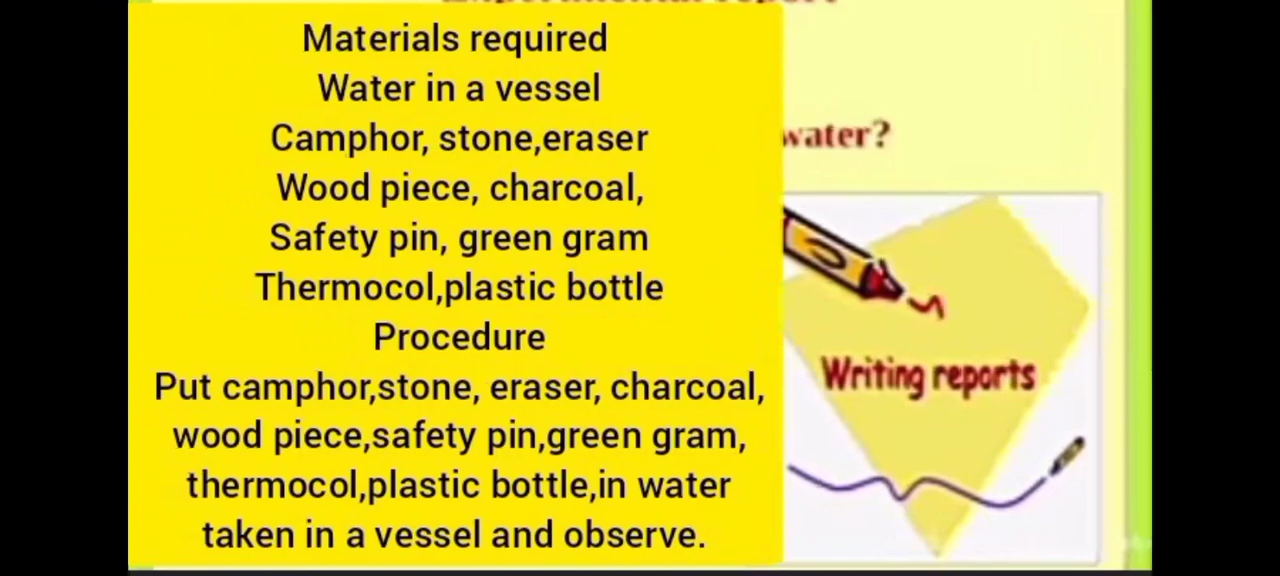 Materials required
Water in a vessel
Camphor, stone,eraser
water?
Wood piece, charcoal,
Safety pin, green gram
Thermocol,plastic bottle
Procedure
Put camphor,stone, eraser, charcoal,
wood piece,safety pin,green gram,
thermocol,plastic bottle,in water
taken in a vessel and observe.
Writing reports